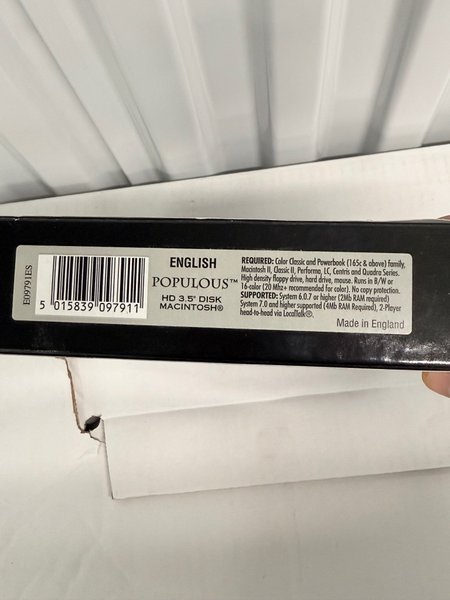 E09791ES
5 015839 097911
ENGLISH
POPULOUS™
HD 3.5" DISK
MACINTOSH®
REQUIRED: Color Classic and Powerbook (165c & above) family,
Macintosh II, Classic II, Performa, LC, Centris and Quadra Series.
High density floppy drive, hard drive, mouse. Runs in B/W or
16-color (20 Mhz+ recommended for color). No copy protection.
SUPPORTED: System 6.0.7 or higher (2Mb RAM required)
System 7.0 and higher supported (4Mb RAM Required), 2-Player
head-to-head via LocalTalk®.
Made in England